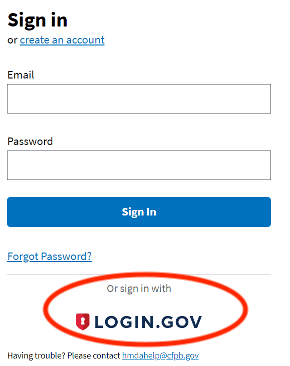 Sign in
or create an account
Email
Password
Sign In
Forgot Password?
Or sign in with
LOGIN.GOV
Having trouble? Please contact hmdahelp@cfpb.gov